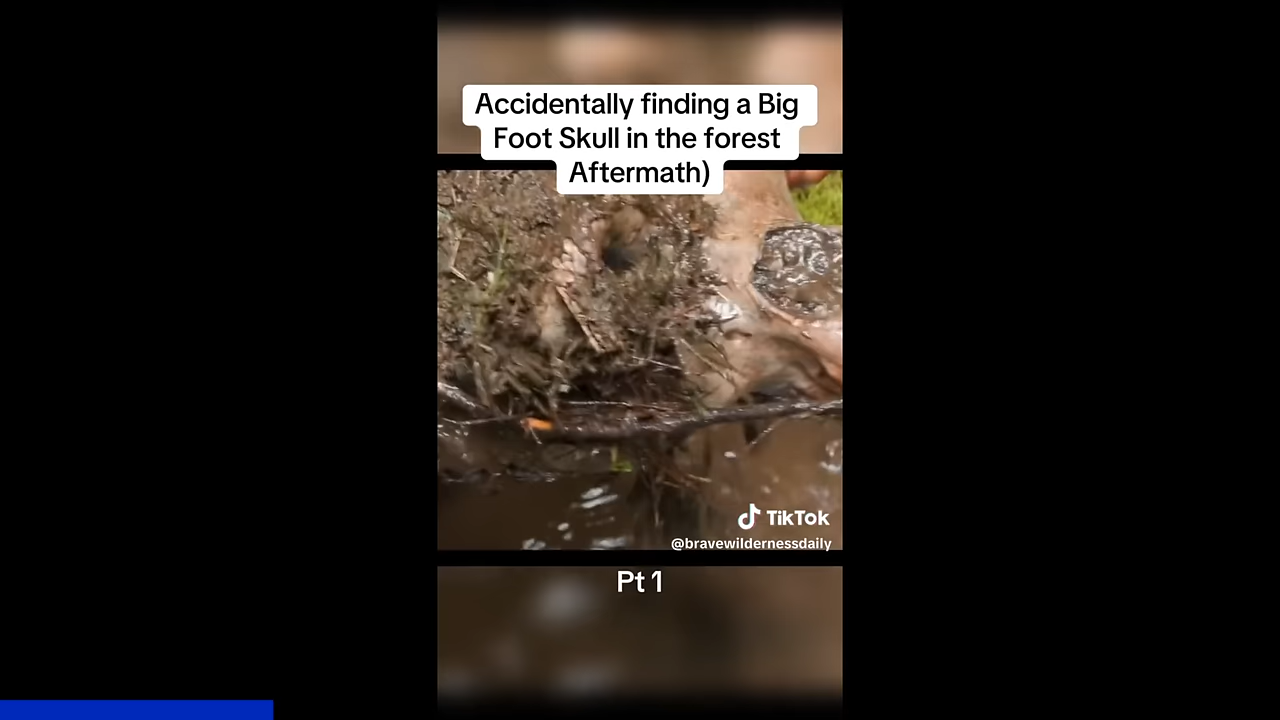 Accidentally finding a Big
Foot Skull in the forest
Aftermath)
TikTok
@bravewildernessdaily
Pt 1